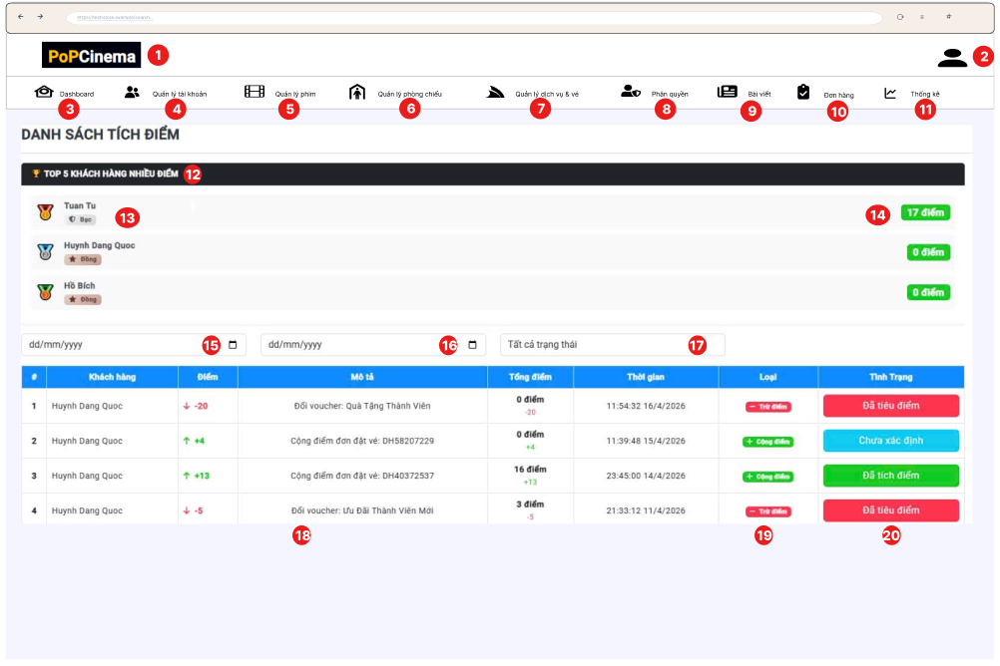 PoPCinema 1
2
Dashboard Quản lý tài khoản Quản lý phim Quản lý phòng chiếu Quản lý dịch vụ & vé Phân quyền Bài viết Đơn hàng Thống kê
3 4 5 6 7 8 9 10 11
DANH SÁCH TÍCH ĐIỂM
TOP 5 KHÁCH HÀNG NHIỀU ĐIỂM 12
Tuan Tu
Bạc
13
14 17 điểm
Huynh Dang Quoc
Đồng
0 điểm
Hồ Bích
Đồng
0 điểm
dd/mm/yyyy 15 dd/mm/yyyy 16 Tất cả trạng thái 17
# Khách hàng Điểm Mô tả Tổng điểm Thời gian Loại Tình Trạng
1 Huynh Dang Quoc ↓ -20 Đổi voucher: Quà Tặng Thành Viên 0 điểm 11:54:32 16/4/2026 − Trừ điểm Đã tiêu điểm
-20
2 Huynh Dang Quoc ↑ +4 Cộng điểm đơn đặt vé: DH58207229 0 điểm 11:39:48 15/4/2026 + Cộng điểm Chưa xác định
+4
3 Huynh Dang Quoc ↑ +13 Cộng điểm đơn đặt vé: DH40372537 16 điểm 23:45:00 14/4/2026 + Cộng điểm Đã tích điểm
+13
4 Huynh Dang Quoc ↓ -5 Đổi voucher: Ưu Đãi Thành Viên Mới 3 điểm 21:33:12 11/4/2026 − Trừ điểm Đã tiêu điểm
-5
18 19 20